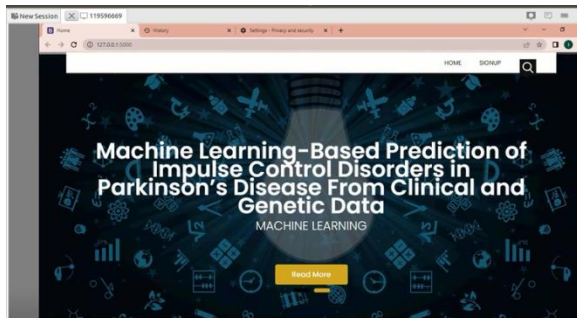 New Session
119596669
Home
History
Settings - Privacy and security
127.0.0.1:5000
HOME SIGNUP
Machine Learning-Based Prediction of
Impulse Control Disorders in
Parkinson's Disease From Clinical and
Genetic Data
MACHINE LEARNING
Read More